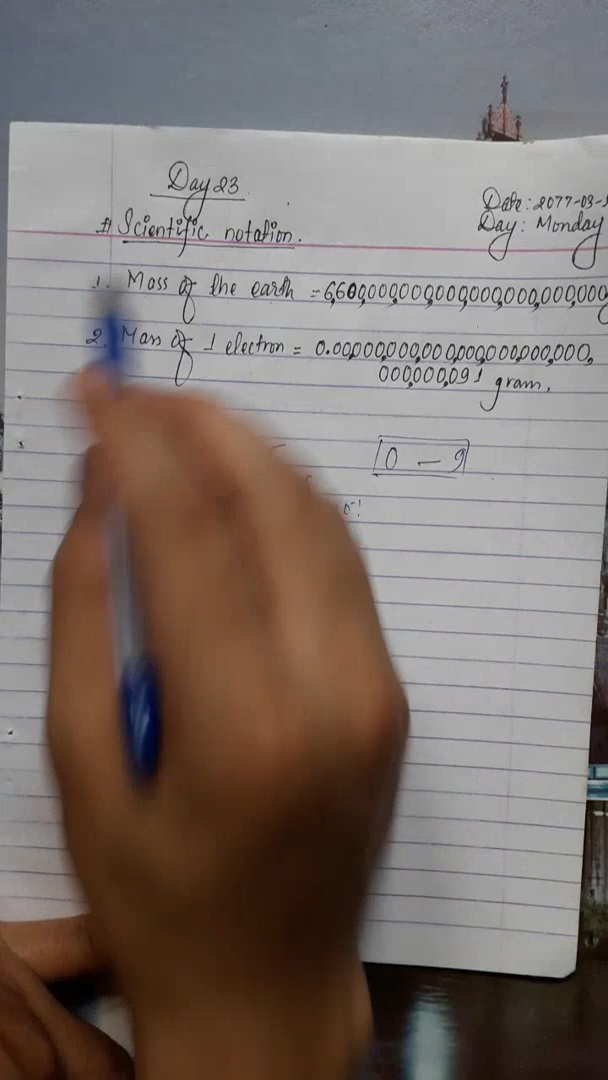 Day 23
Date: 2077-03-
Day: Monday
# Scientific notation.
1. Mass of the earth = 6,660,000,000,000,000,000,000,000
2. Mass of 1 electron = 0.00,000,000,000,000,000,000,000,
000,000,091 gram.
0 — 9